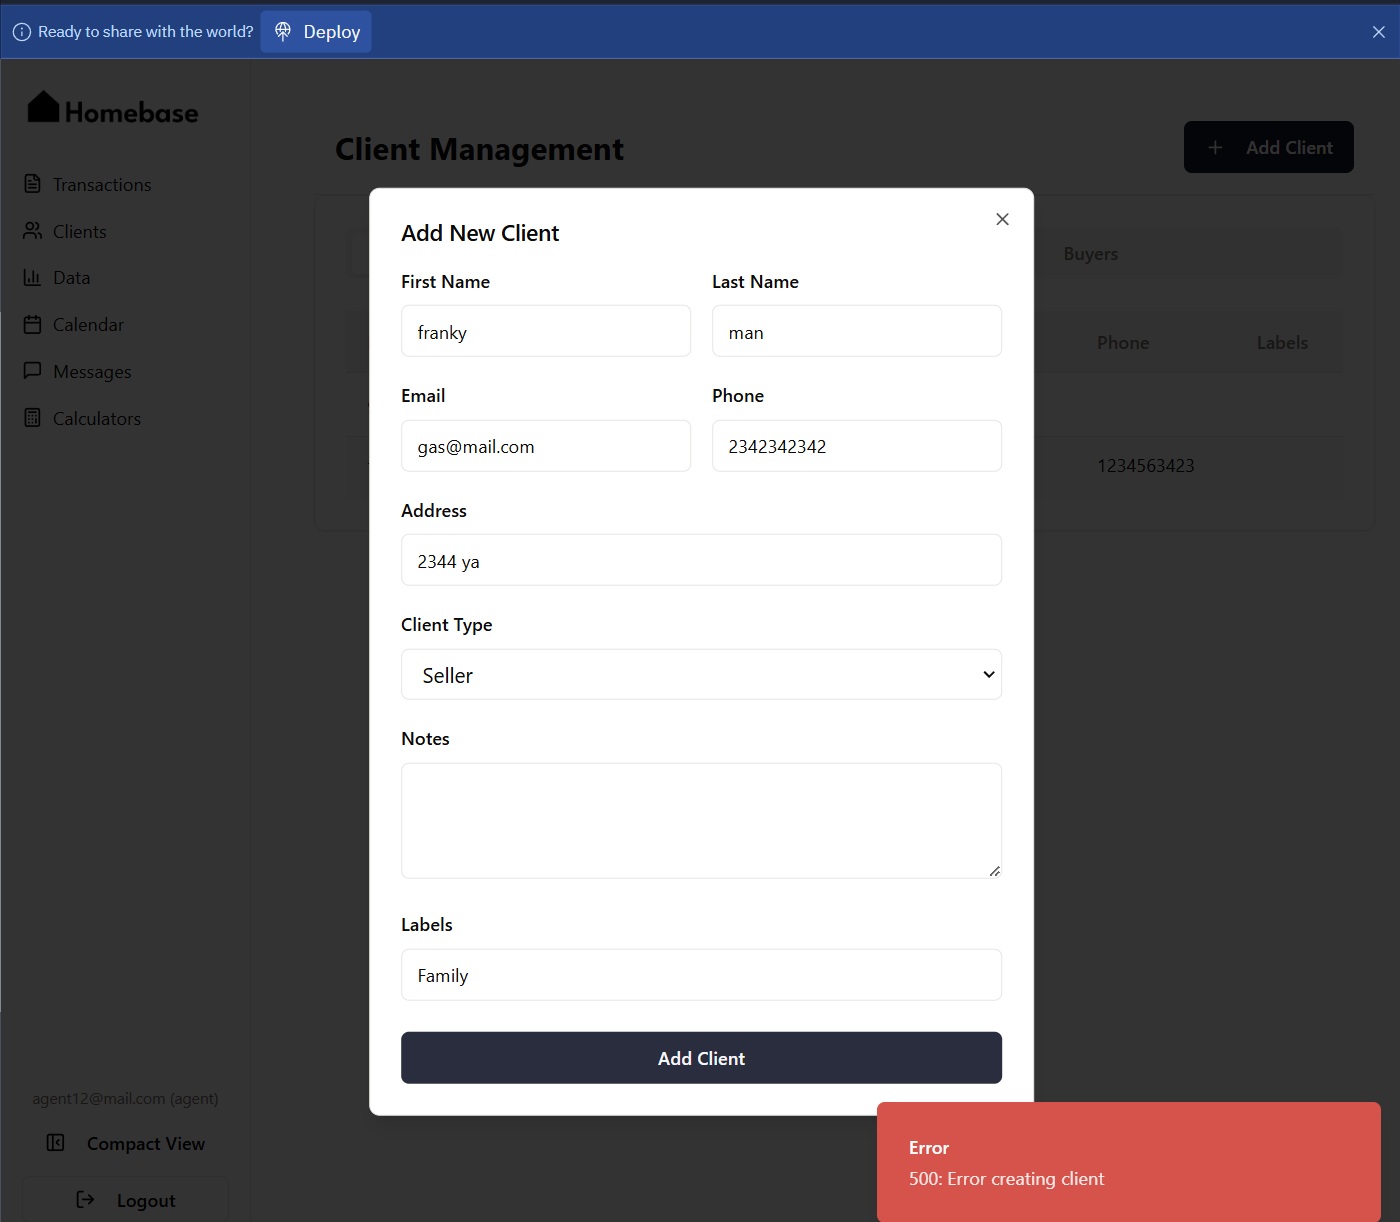 Ready to share with the world? Deploy
Homebase
Transactions
Clients
Data
Calendar
Messages
Calculators
agent12@mail.com (agent)
Compact View
Logout
Client Management
Add Client
Buyers
Phone Labels
1234563423
Add New Client
First Name Last Name
franky man
Email Phone
gas@mail.com 2342342342
Address
2344 ya
Client Type
Seller
Notes
Labels
Family
Add Client
Error
500: Error creating client